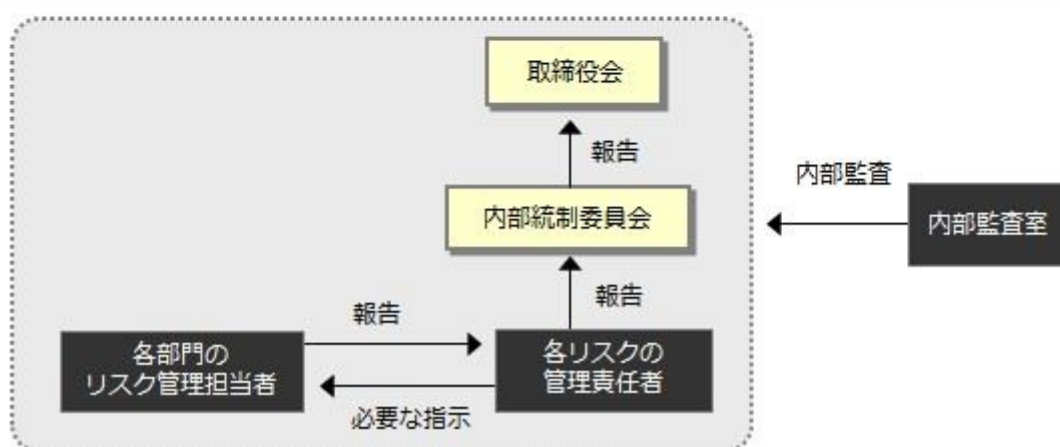 取締役会
報告
内部監査
内部統制委員会
内部監査室
報告
報告
各部門の
リスク管理担当者
各リスクの
管理責任者
必要な指示